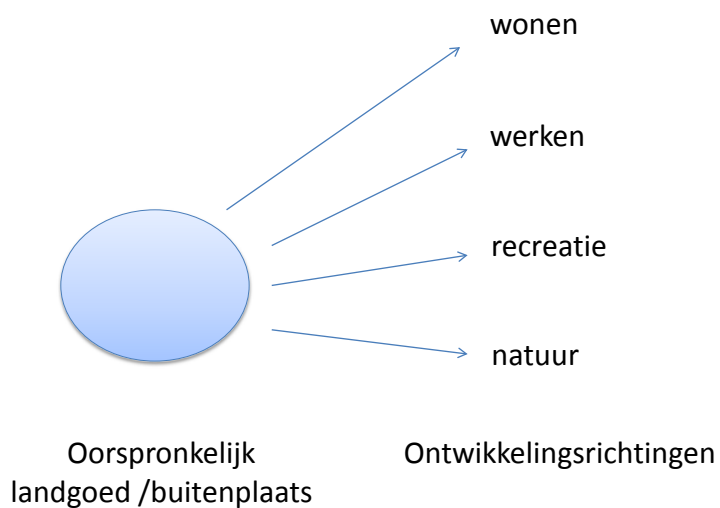 wonen
werken
recreatie
natuur
Oorspronkelijk
landgoed /buitenplaats
Ontwikkelingsrichtingen